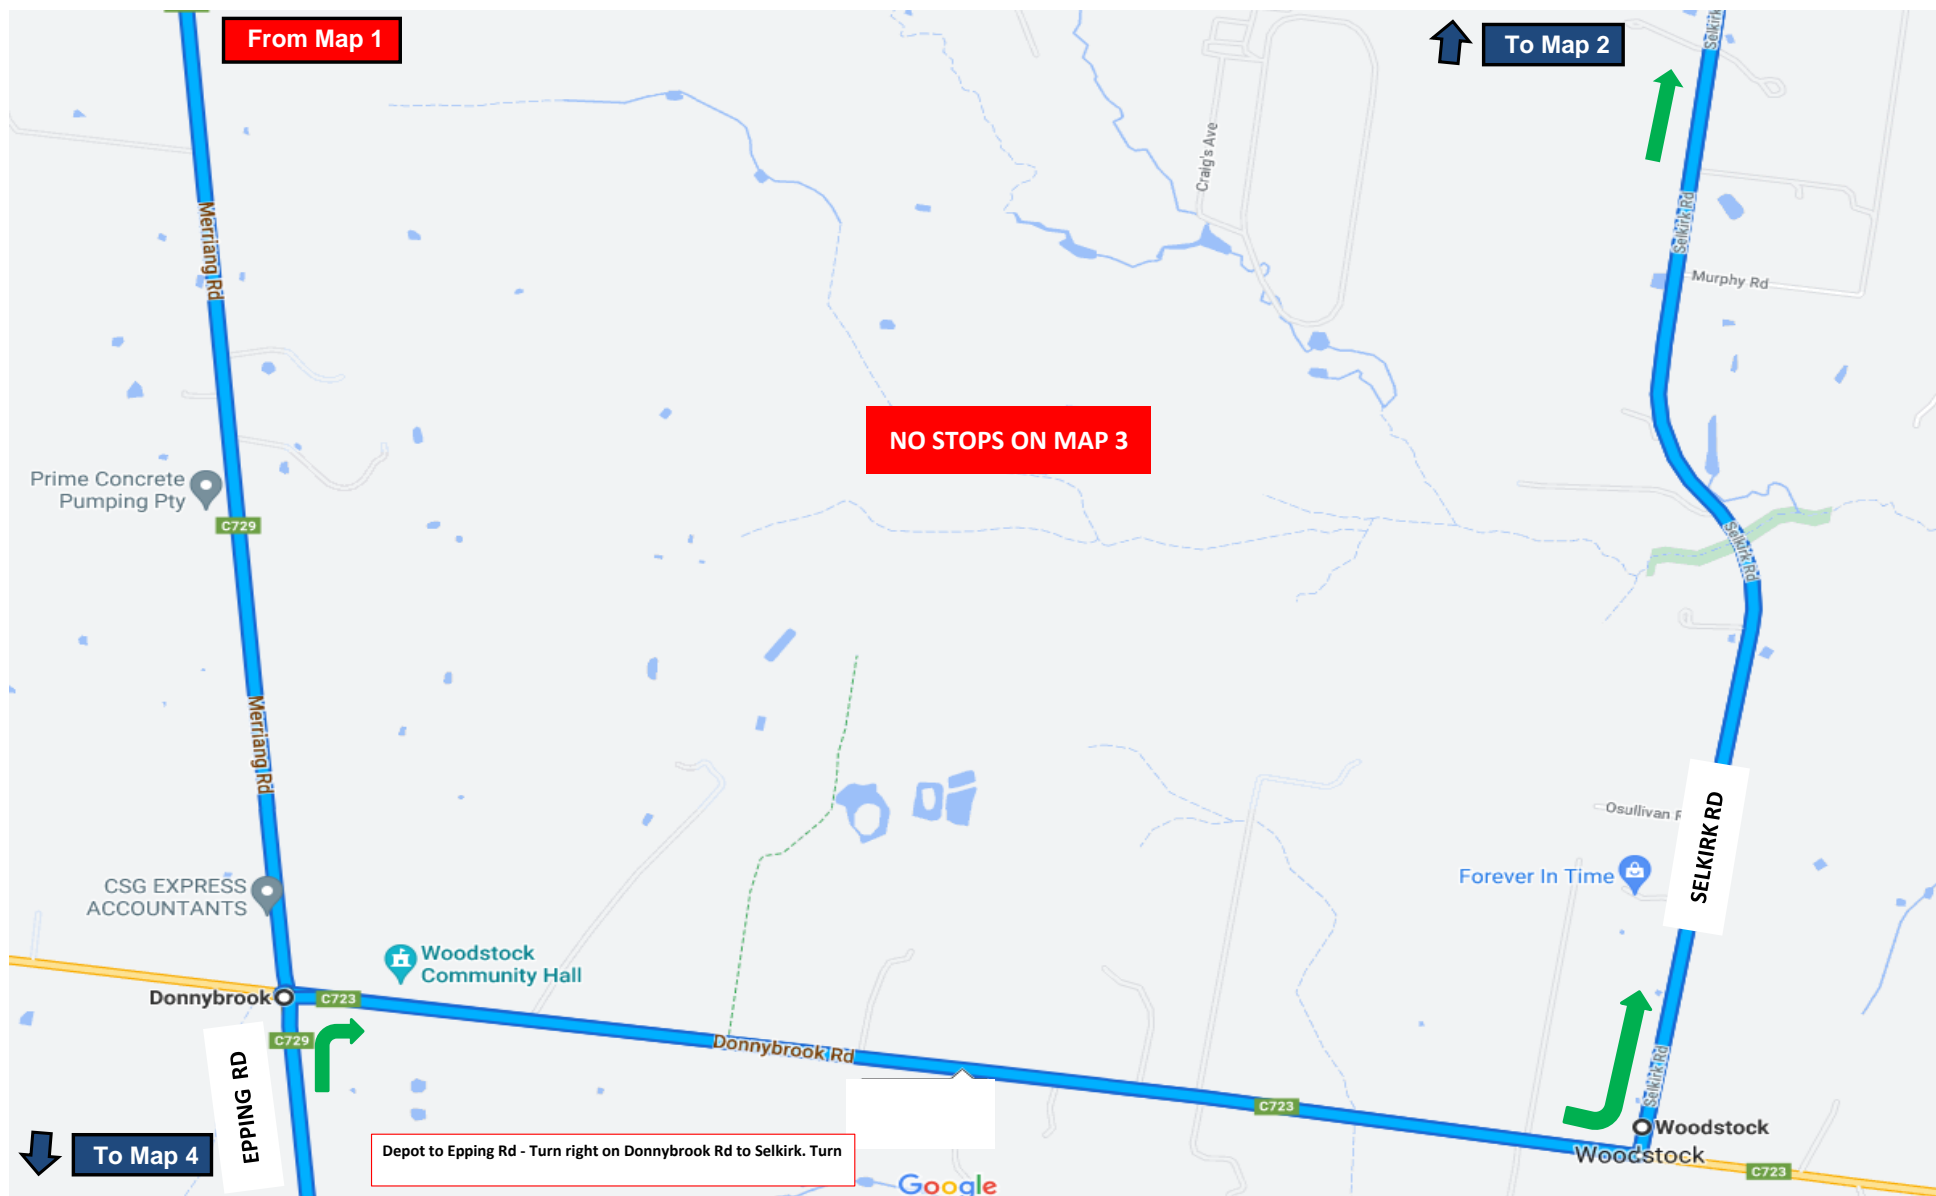 From Map 1
To Map 2
Selkirk
Craig's Ave
Merriang Rd
Selkirk Rd
Murphy Rd
NO STOPS ON MAP 3
Prime Concrete
Pumping Pty
C729
Selkirk Rd
Merriang Rd
SELKIRK RD
Osullivan R
Forever In Time
CSG EXPRESS
ACCOUNTANTS
Woodstock
Community Hall
Donnybrook
C723
C729
EPPING RD
Donnybrook Rd
C723
Selkirk Rd
Woodstock
Woodstock
C723
To Map 4
Depot to Epping Rd - Turn right on Donnybrook Rd to Selkirk. Turn
Google